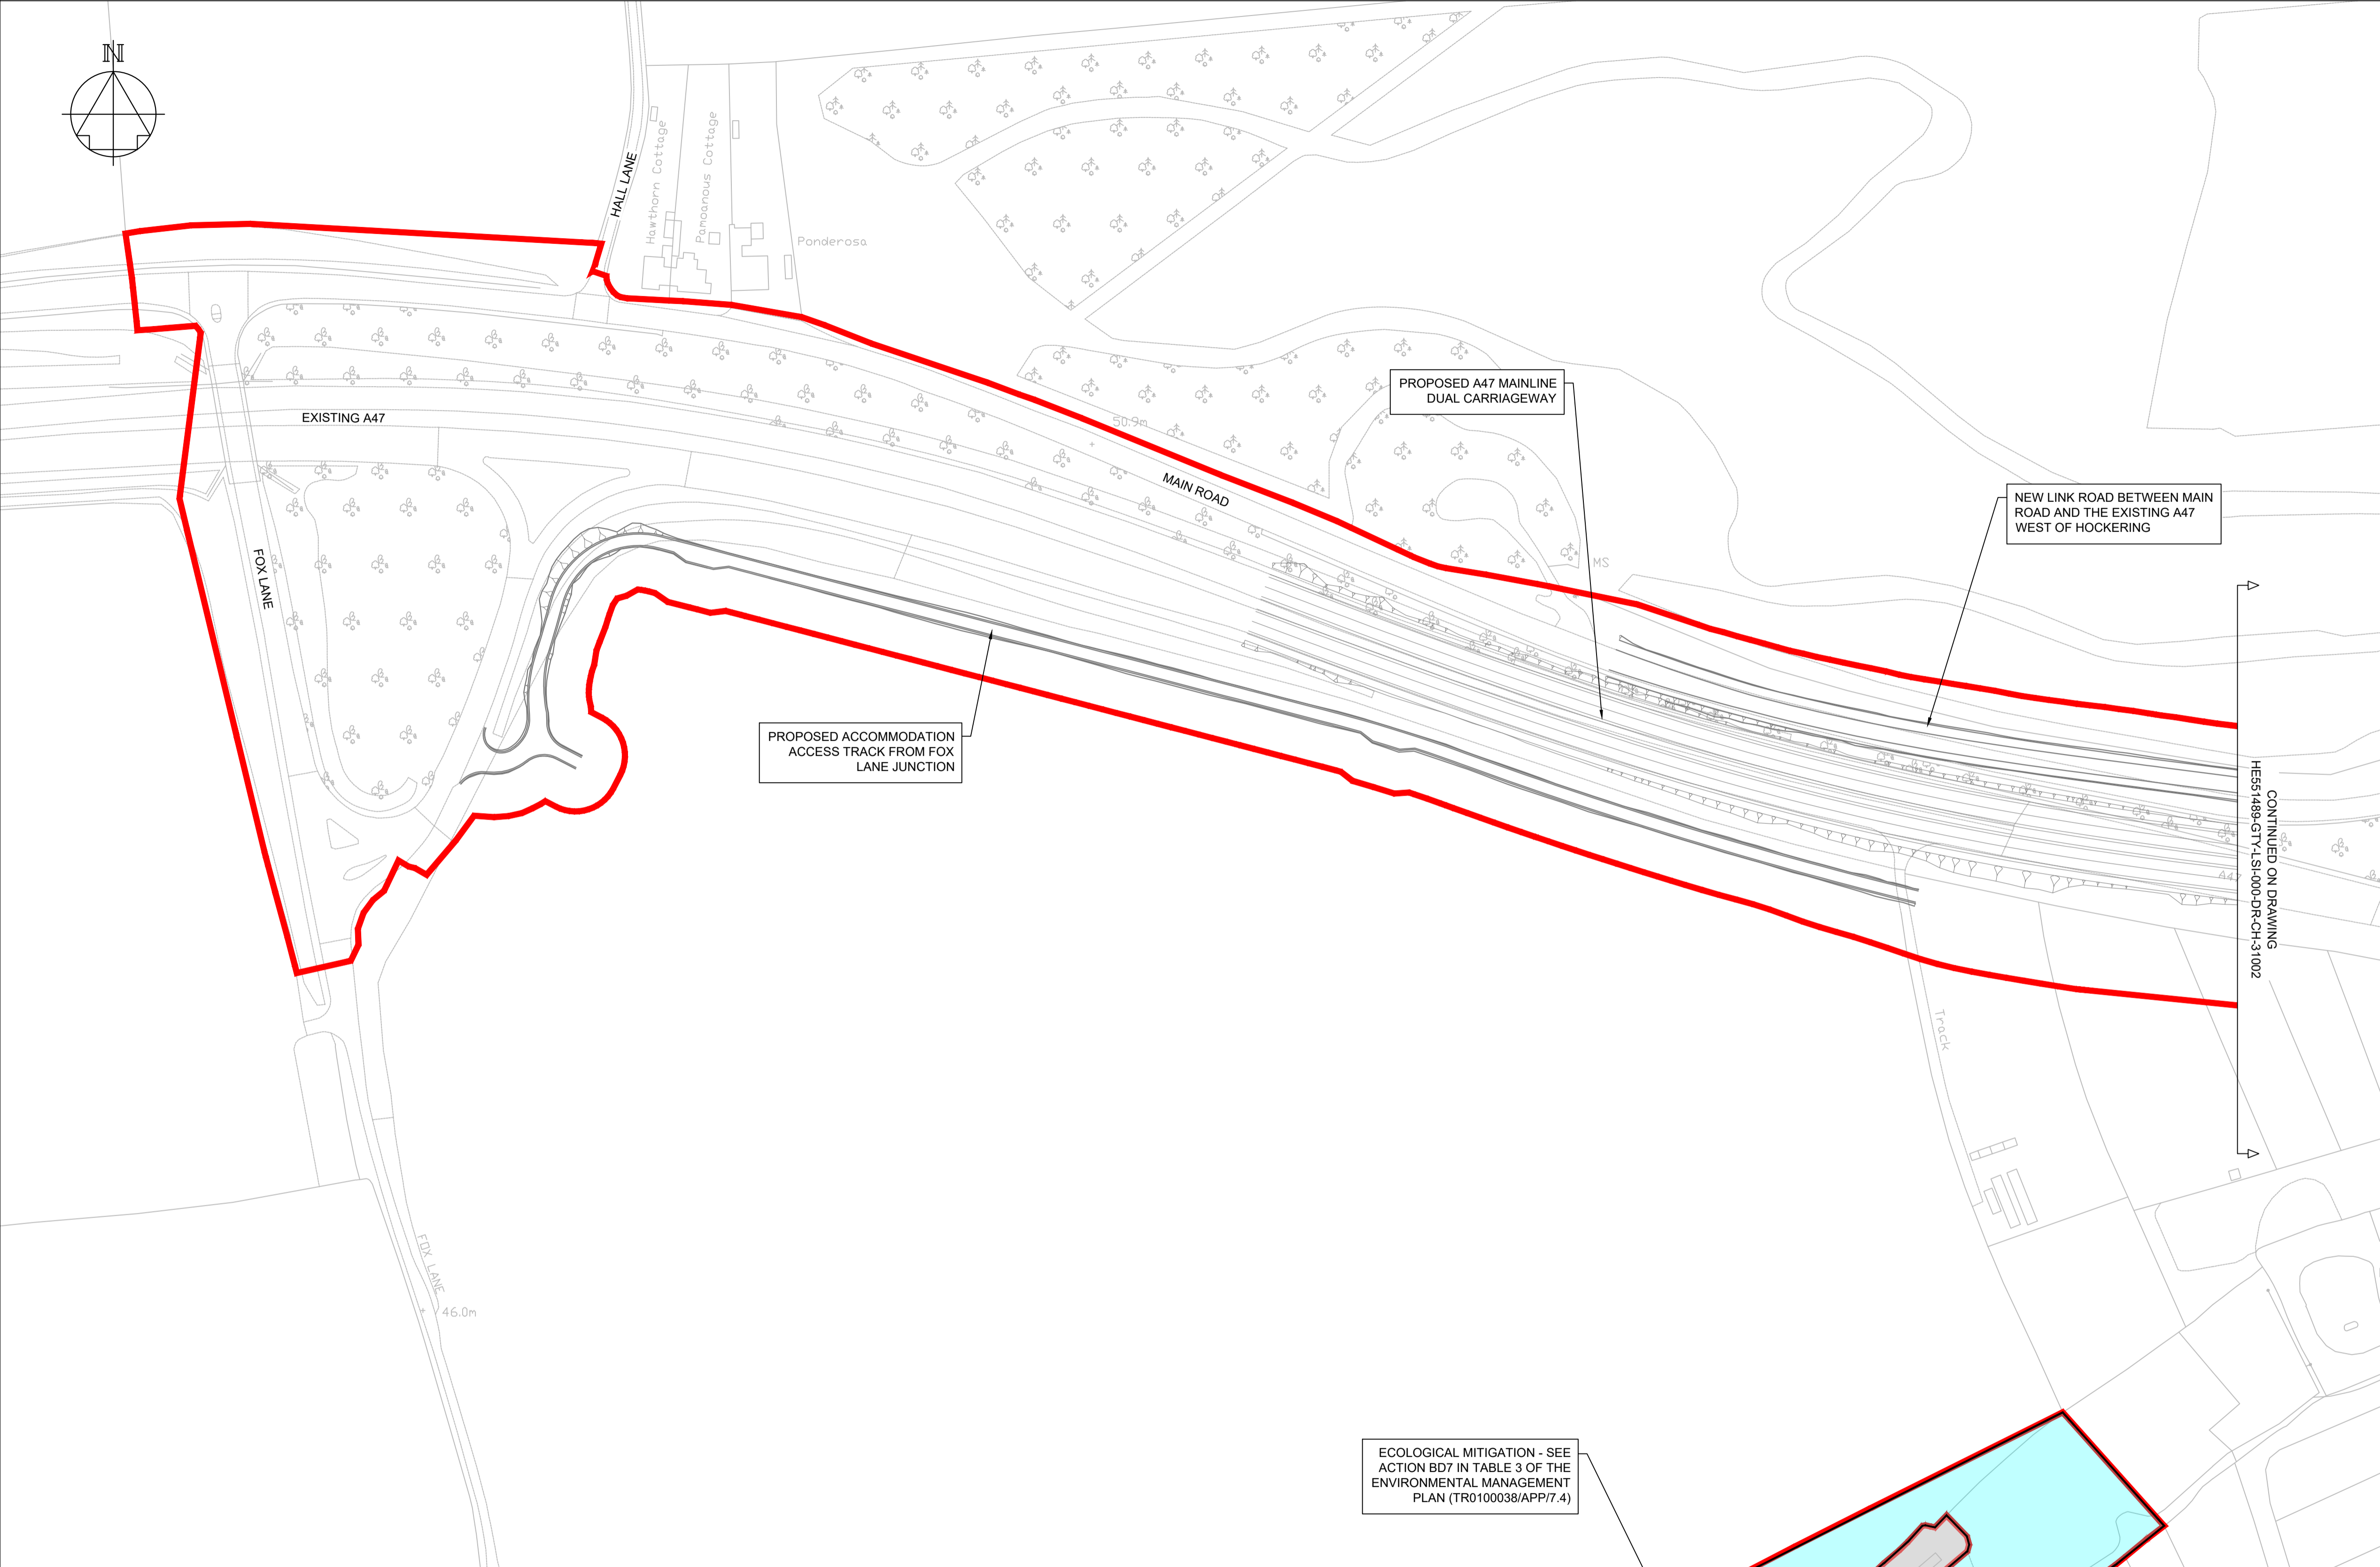 N
HALL LANE
Hawthorn Cottage
Pamoanous Cottage
Ponderosa
EXISTING A47
50.9m
MAIN ROAD
PROPOSED A47 MAINLINE
DUAL CARRIAGEWAY
NEW LINK ROAD BETWEEN MAIN
ROAD AND THE EXISTING A47
WEST OF HOCKERING
MS
FOX LANE
PROPOSED ACCOMMODATION
ACCESS TRACK FROM FOX
LANE JUNCTION
CONTINUED ON DRAWING
HE551489-GTY-LSI-000-DR-CH-31002
A47
Track
FOX LANE
46.0m
ECOLOGICAL MITIGATION - SEE
ACTION BD7 IN TABLE 3 OF THE
ENVIRONMENTAL MANAGEMENT
PLAN (TR0100038/APP/7.4)